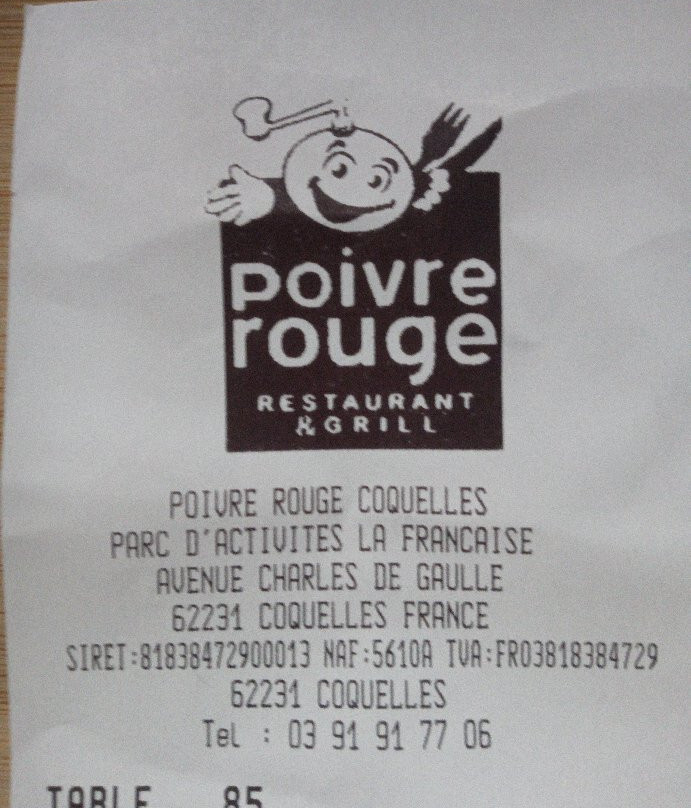 poivre
rouge
RESTAURANT
& GRILL
POIVRE ROUGE COQUELLES
PARC D'ACTIVITES LA FRANCAISE
AVENUE CHARLES DE GAULLE
62231 COQUELLES FRANCE
SIRET:81838472900013 NAF:5610A TVA:FR03818384729
62231 COQUELLES
Tel : 03 91 91 77 06
TABLE 85